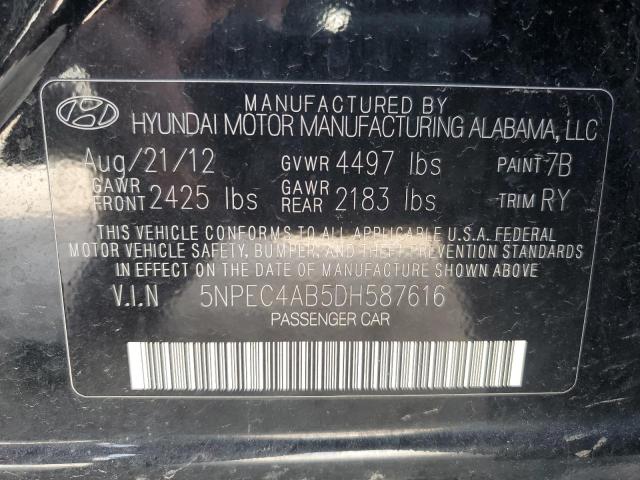 MANUFACTURED BY
HYUNDAI MOTOR MANUFACTURING ALABAMA, LLC
Aug/21/12 GVWR 4497 lbs PAINT 7B
GAWR FRONT 2425 lbs GAWR REAR 2183 lbs TRIM RY
THIS VEHICLE CONFORMS TO ALL APPLICABLE U.S.A. FEDERAL
MOTOR VEHICLE SAFETY, BUMPER, AND THEFT PREVENTION STANDARDS
IN EFFECT ON THE DATE OF MANUFACTURE SHOWN ABOVE.
V.I.N 5NPEC4AB5DH587616
PASSENGER CAR